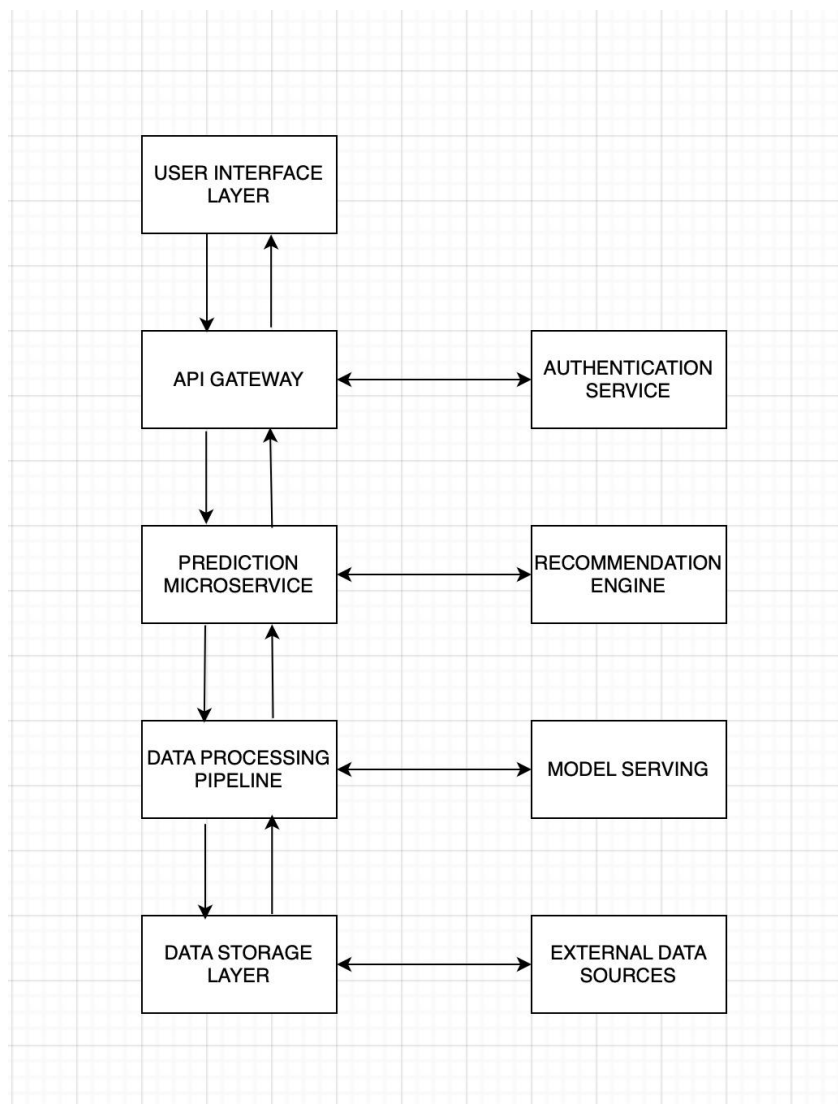 USER INTERFACE
LAYER
API GATEWAY
AUTHENTICATION
SERVICE
PREDICTION
MICROSERVICE
RECOMMENDATION
ENGINE
DATA PROCESSING
PIPELINE
MODEL SERVING
DATA STORAGE
LAYER
EXTERNAL DATA
SOURCES